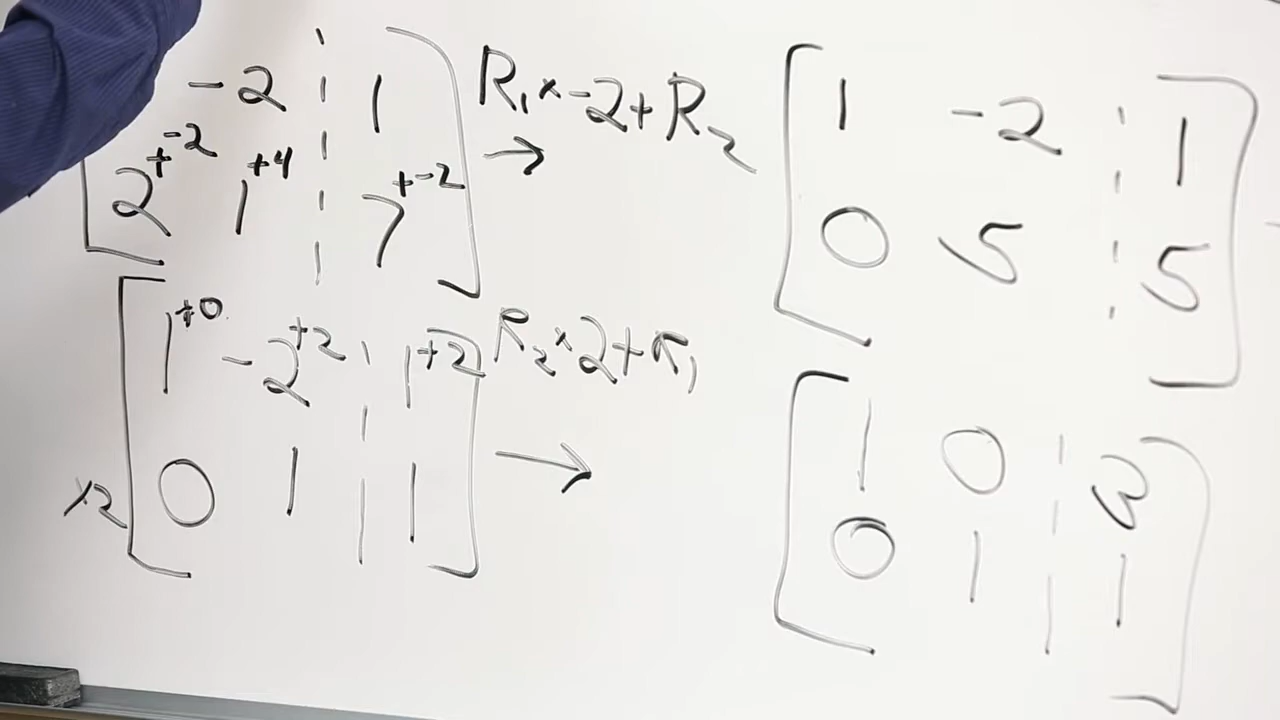 -2 ¦ 1 R₁ × -2 + R₂ 1 -2 ¦ 1
2^{+-2} 1^{+4} ¦ 7^{+-2} → 0 5 ¦ 5
1^{+0} -2^{+2} ¦ 1^{+2} R₂ × 2 + R₁ 1 0 ¦ 3
×2 0 1 ¦ 1 → 0 1 ¦ 1